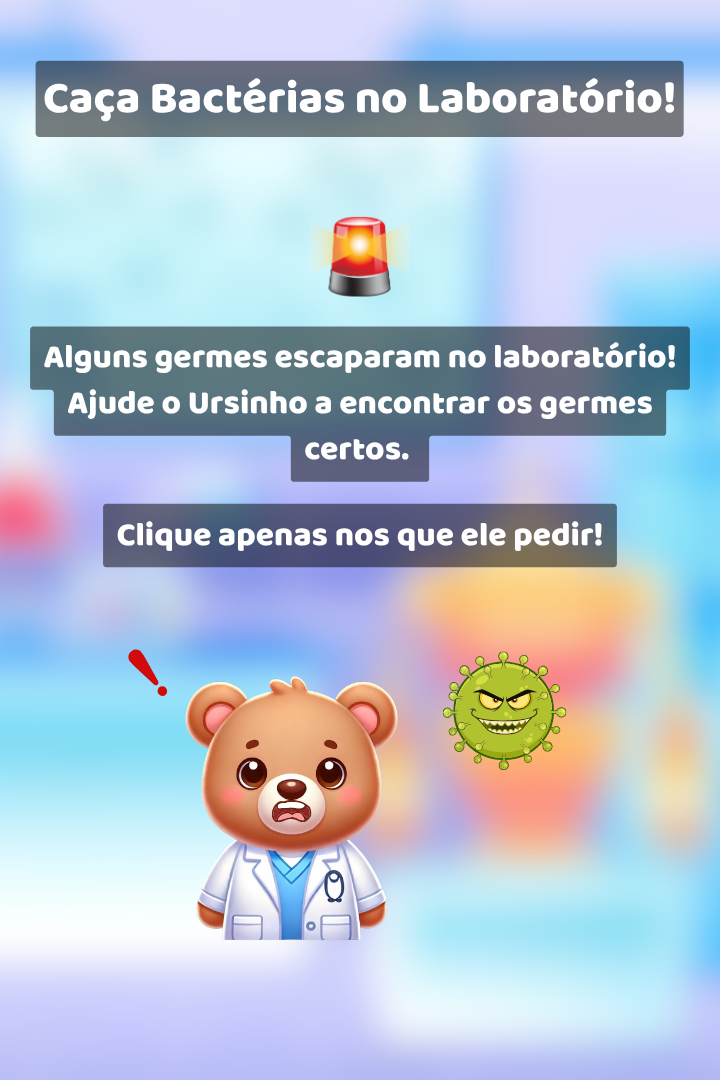 Caça Bactérias no Laboratório!
Alguns germes escaparam no laboratório!
Ajude o Ursinho a encontrar os germes
certos.
Clique apenas nos que ele pedir!